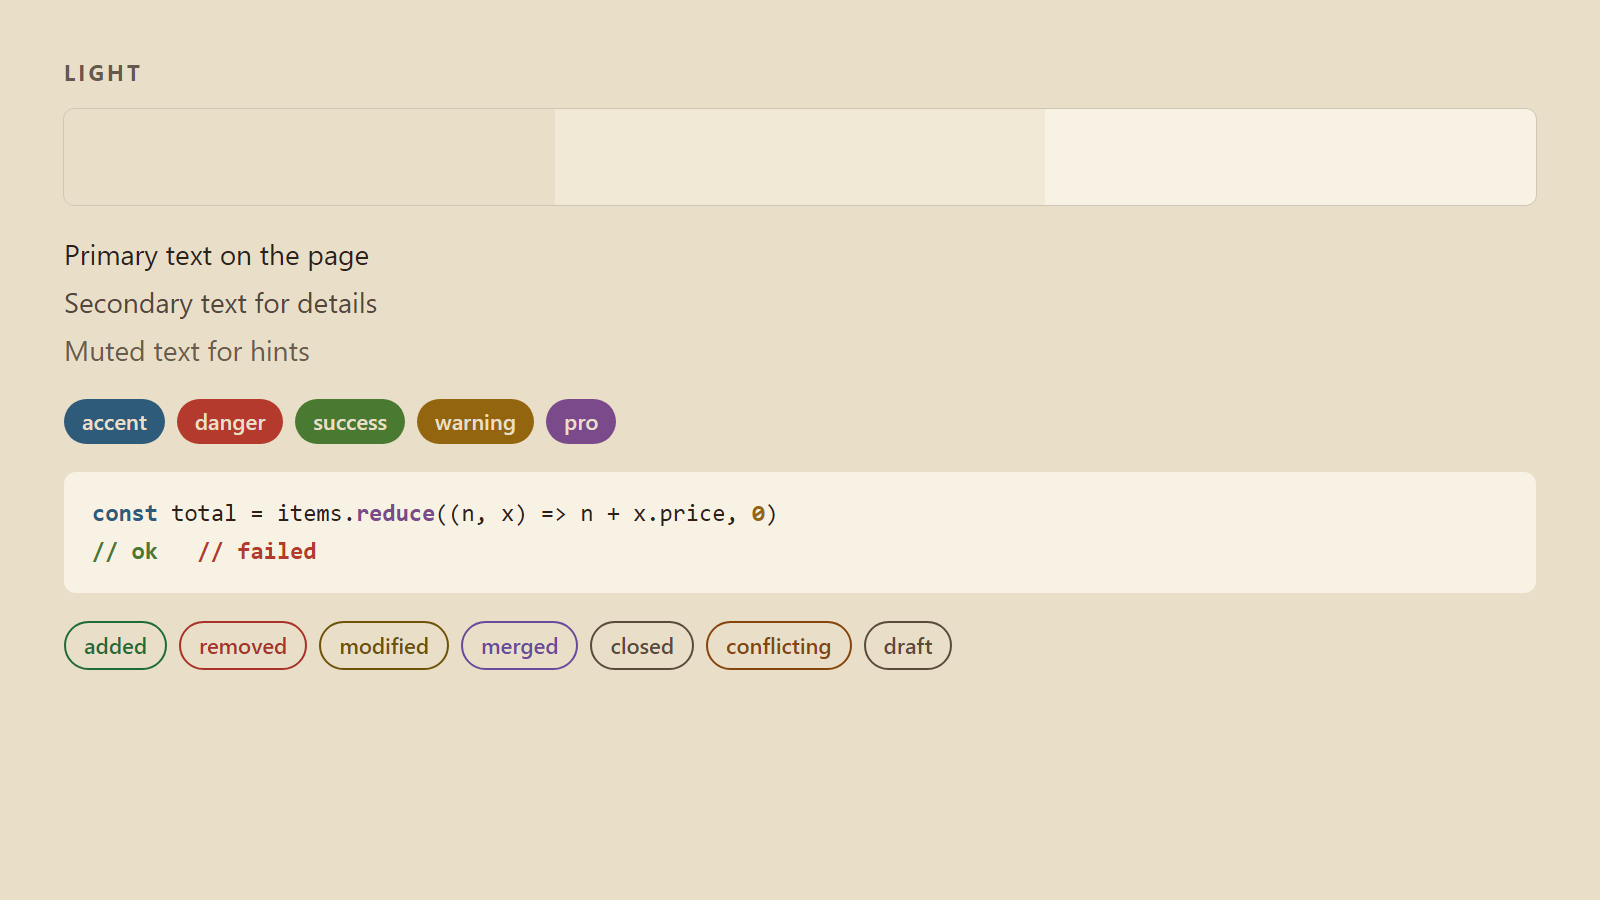 LIGHT
Primary text on the page
Secondary text for details
Muted text for hints
accent danger success warning pro
const total = items.reduce((n, x) => n + x.price, 0)
// ok // failed
added removed modified merged closed conflicting draft